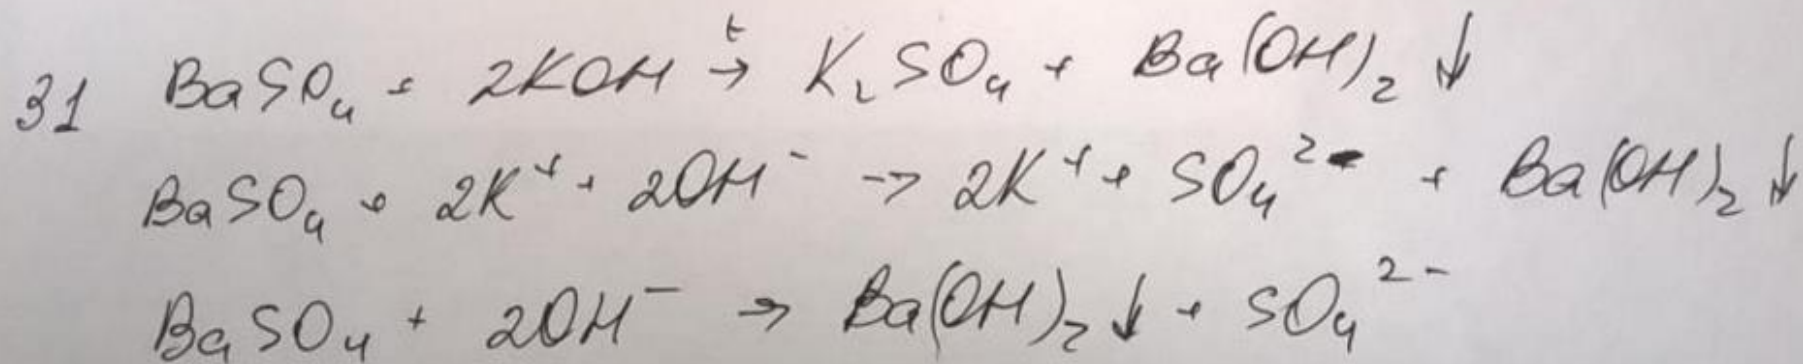 31 BaSO₄ + 2KOH →ᵗ K₂SO₄ + Ba(OH)₂↓
BaSO₄ + 2K⁺ + 2OH⁻ → 2K⁺ + SO₄²⁻ + Ba(OH)₂↓
BaSO₄ + 2OH⁻ → Ba(OH)₂↓ + SO₄²⁻